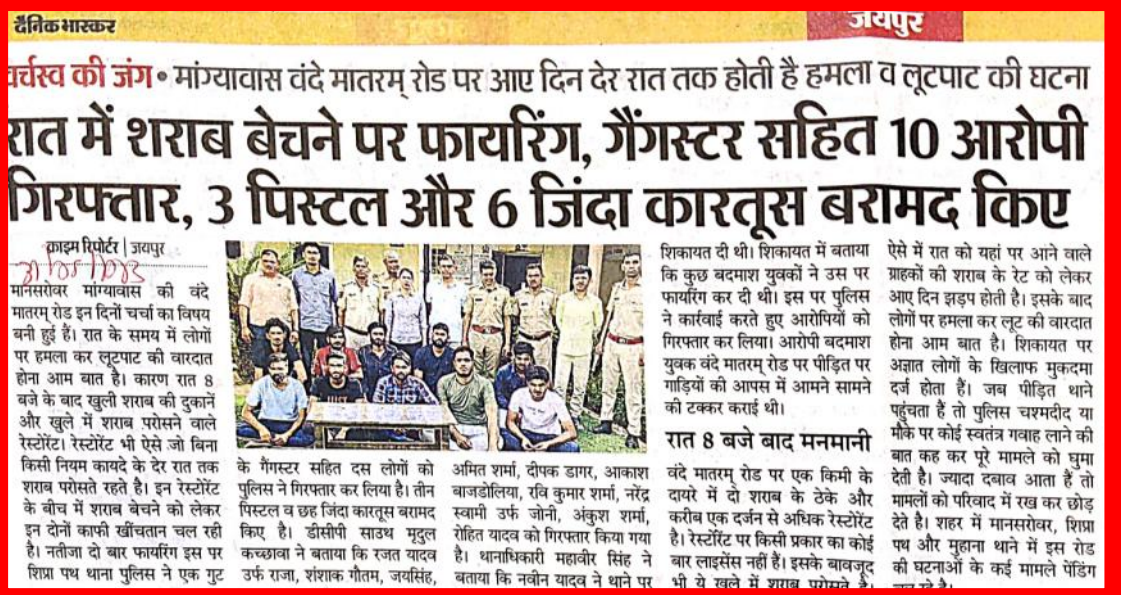 दैनिक भास्कर
जयपुर
वर्चस्व की जंग • मांग्यावास वंदे मातरम् रोड पर आए दिन देर रात तक होती है हमला व लूटपाट की घटना
रात में शराब बेचने पर फायरिंग, गैंगस्टर सहित 10 आरोपी
गिरफ्तार, 3 पिस्टल और 6 जिंदा कारतूस बरामद किए
क्राइम रिपोर्टर | जयपुर
मानसरोवर मांग्यावास की वंदे
मातरम् रोड इन दिनों चर्चा का विषय
बनी हुई हैं। रात के समय में लोगों
पर हमला कर लूटपाट की वारदात
होना आम बात है। कारण रात 8
बजे के बाद खुली शराब की दुकानें
और खुले में शराब परोसने वाले
रेस्टोरेंट। रेस्टोरेंट भी ऐसे जो बिना
किसी नियम कायदे के देर रात तक
शराब परोसते रहते है। इन रेस्टोरेंट
के बीच में शराब बेचने को लेकर
इन दोनों काफी खींचतान चल रही
है। नतीजा दो बार फायरिंग इस पर
शिप्रा पथ थाना पुलिस ने एक गुट
के गैंगस्टर सहित दस लोगों को
पुलिस ने गिरफ्तार कर लिया है। तीन
पिस्टल व छह जिंदा कारतूस बरामद
किए है। डीसीपी साउथ मृदुल
कच्छावा ने बताया कि रजत यादव
उर्फ राजा, शंशाक गौतम, जयसिंह,
अमित शर्मा, दीपक डागर, आकाश
बाजडोलिया, रवि कुमार शर्मा, नरेंद्र
स्वामी उर्फ जोनी, अंकुश शर्मा,
रोहित यादव को गिरफ्तार किया गया
है। थानाधिकारी महावीर सिंह ने
बताया कि नवीन यादव ने थाने पर
शिकायत दी थी। शिकायत में बताया
कि कुछ बदमाश युवकों ने उस पर
फायरिंग कर दी थी। इस पर पुलिस
ने कार्रवाई करते हुए आरोपियों को
गिरफ्तार कर लिया। आरोपी बदमाश
युवक वंदे मातरम् रोड पर पीड़ित पर
गाड़ियों की आपस में आमने सामने
की टक्कर कराई थी।
रात 8 बजे बाद मनमानी
वंदे मातरम् रोड पर एक किमी के
दायरे में दो शराब के ठेके और
करीब एक दर्जन से अधिक रेस्टोरेंट
है। रेस्टोरेंट पर किसी प्रकार का कोई
बार लाइसेंस नहीं हैं। इसके बावजूद
भी ये खुले में शराब परोसते है।
ऐसे में रात को यहां पर आने वाले
ग्राहकों की शराब के रेट को लेकर
आए दिन झड़प होती है। इसके बाद
लोगों पर हमला कर लूट की वारदात
होना आम बात है। शिकायत पर
अज्ञात लोगों के खिलाफ मुकदमा
दर्ज होता हैं। जब पीड़ित थाने
पहुंचता हैं तो पुलिस चश्मदीद या
मौके पर कोई स्वतंत्र गवाह लाने की
बात कह कर पूरे मामले को घुमा
देती है। ज्यादा दबाव आता हैं तो
मामलों को परिवाद में रख कर छोड़
देते है। शहर में मानसरोवर, शिप्रा
पथ और मुहाना थाने में इस रोड
की घटनाओं के कई मामले पेंडिंग